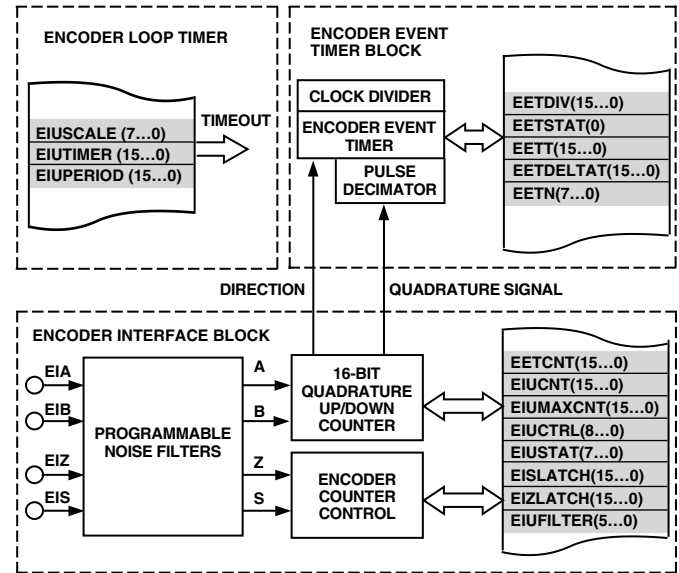 ENCODER LOOP TIMER
EIUSCALE (7…0)
EIUTIMER (15…0)
EIUPERIOD (15…0)
TIMEOUT
ENCODER EVENT
TIMER BLOCK
CLOCK DIVIDER
ENCODER EVENT
TIMER
PULSE
DECIMATOR
EETDIV(15…0)
EETSTAT(0)
EETT(15…0)
EETDELTAT(15…0)
EETN(7…0)
DIRECTION
QUADRATURE SIGNAL
ENCODER INTERFACE BLOCK
EIA
EIB
EIZ
EIS
PROGRAMMABLE
NOISE FILTERS
A
B
Z
S
16-BIT
QUADRATURE
UP/DOWN
COUNTER
ENCODER
COUNTER
CONTROL
EETCNT(15…0)
EIUCNT(15…0)
EIUMAXCNT(15…0)
EIUCTRL(8…0)
EIUSTAT(7…0)
EISLATCH(15…0)
EIZLATCH(15…0)
EIUFILTER(5…0)